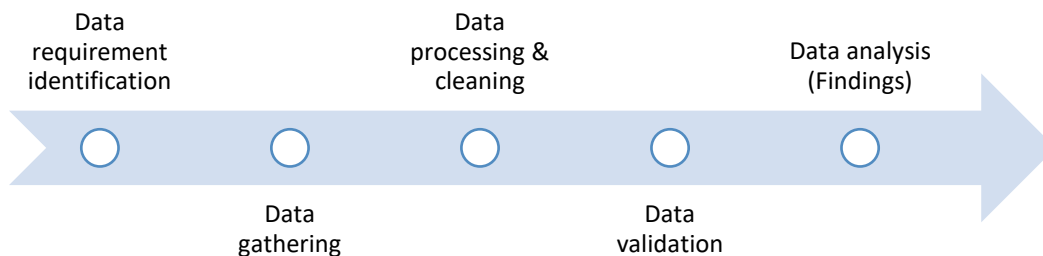 Data
requirement
identification
Data
gathering
Data
processing &
cleaning
Data
validation
Data analysis
(Findings)